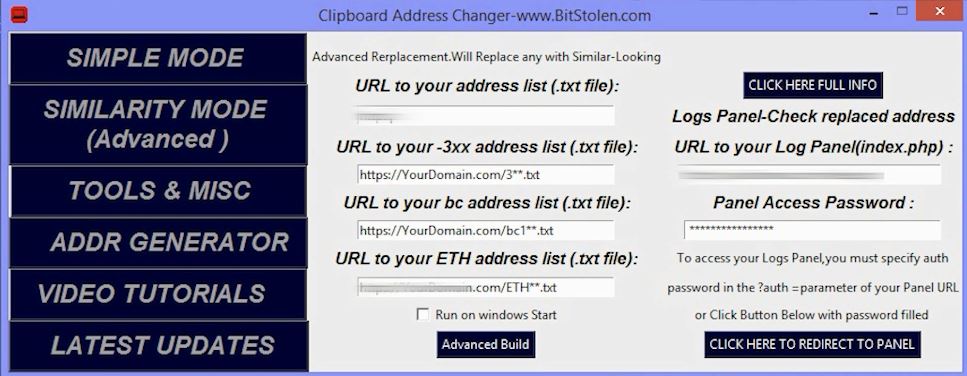 Clipboard Address Changer-www.BitStolen.com
SIMPLE MODE
SIMILARITY MODE
(Advanced )
TOOLS & MISC
ADDR GENERATOR
VIDEO TUTORIALS
LATEST UPDATES
Advanced Rerplacement.Will Replace any with Similar-Looking
URL to your address list (.txt file):
URL to your -3xx address list (.txt file):
https://YourDomain.com/3**.txt
URL to your bc address list (.txt file):
https://YourDomain.com/bc1**.txt
URL to your ETH address list (.txt file):
.com/ETH**.txt
Run on windows Start
Advanced Build
CLICK HERE FULL INFO
Logs Panel-Check replaced address
URL to your Log Panel(index.php) :
Panel Access Password :
****************
To access your Logs Panel,you must specify auth
password in the ?auth =parameter of your Panel URL
or Click Button Below with password filled
CLICK HERE TO REDIRECT TO PANEL